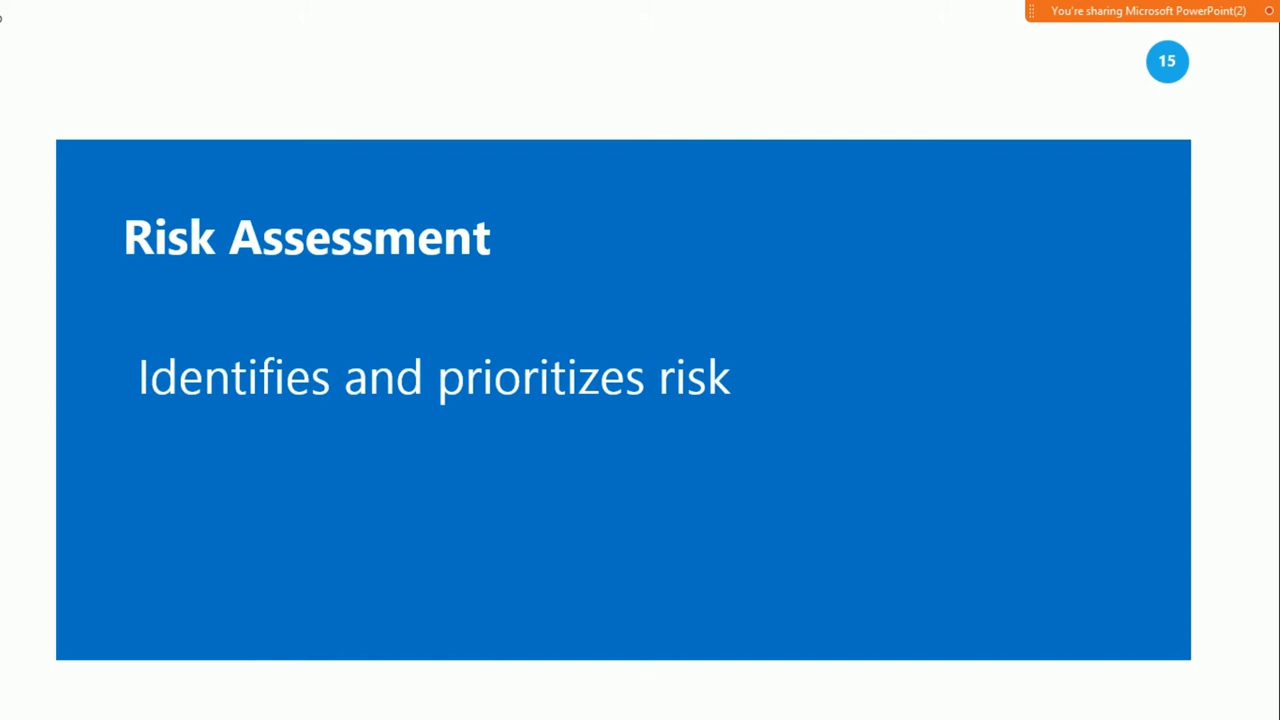 You're sharing Microsoft PowerPoint(2)
15
Risk Assessment
Identifies and prioritizes risk